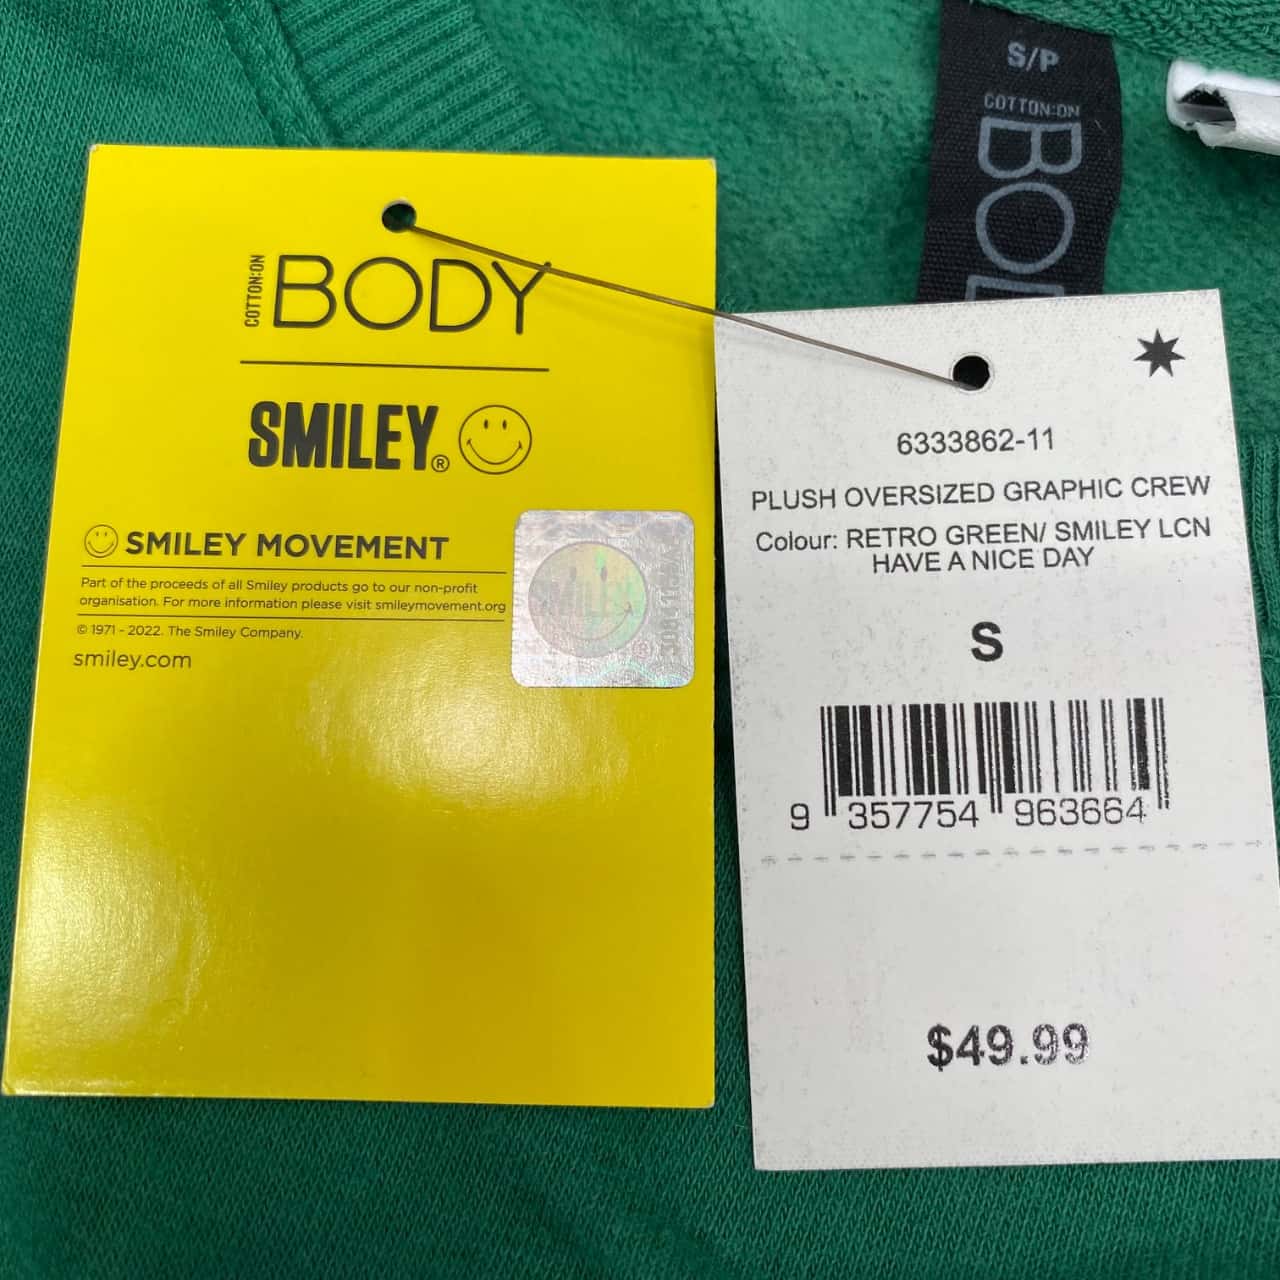 S/P
COTTON:ON
BO
COTTON:ON
BODY
SMILEY®
SMILEY MOVEMENT
Part of the proceeds of all Smiley products go to our non-profit
organisation. For more information please visit smileymovement.org
© 1971 - 2022. The Smiley Company.
smiley.com
SMILEY
6333862-11
PLUSH OVERSIZED GRAPHIC CREW
Colour: RETRO GREEN/ SMILEY LCN
HAVE A NICE DAY
S
9 357754 963664
$49.99